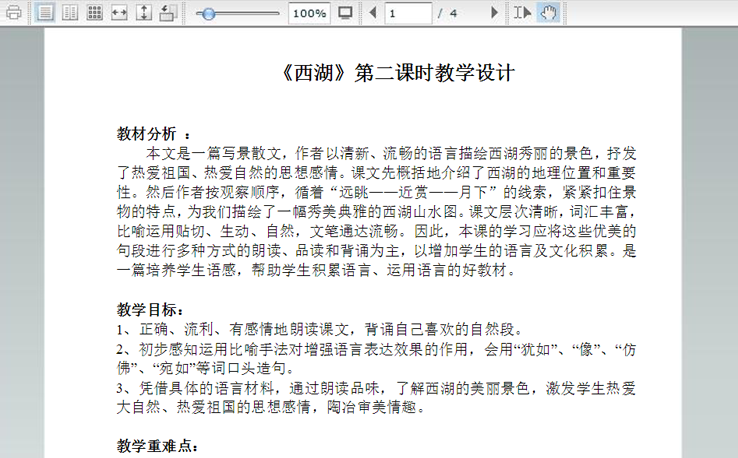 100%
1 / 4
《西湖》第二课时教学设计
教材分析 ：
本文是一篇写景散文，作者以清新、流畅的语言描绘西湖秀丽的景色，抒发
了热爱祖国、热爱自然的思想感情。课文先概括地介绍了西湖的地理位置和重要
性。然后作者按观察顺序，循着“远眺——近赏——月下”的线索，紧紧扣住景
物的特点，为我们描绘了一幅秀美典雅的西湖山水图。课文层次清晰，词汇丰富，
比喻运用贴切、生动、自然，文笔通达流畅。因此，本课的学习应将这些优美的
句段进行多种方式的朗读、品读和背诵为主，以增加学生的语言及文化积累。是
一篇培养学生语感，帮助学生积累语言、运用语言的好教材。
教学目标：
1、正确、流利、有感情地朗读课文，背诵自己喜欢的自然段。
2、初步感知运用比喻手法对增强语言表达效果的作用，会用“犹如”、“像”、“仿
佛”、“宛如”等词口头造句。
3、凭借具体的语言材料，通过朗读品味，了解西湖的美丽景色，激发学生热爱
大自然、热爱祖国的思想感情，陶冶审美情趣。
教学重难点：